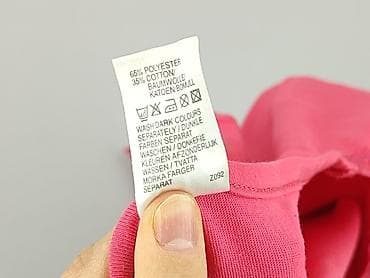 65% POLYESTER
35% COTTON/
BAUMWOLLE/
KATOEN/BOMULL
WASH DARK COLOURS
SEPARATELY / DUNKLE
FARBEN SEPARAT
WASCHEN / DONKERE
KLEUREN AFZONDERLIJK
WASSEN / TVÄTTA
MÖRKA FÄRGER
SEPARAT Z092